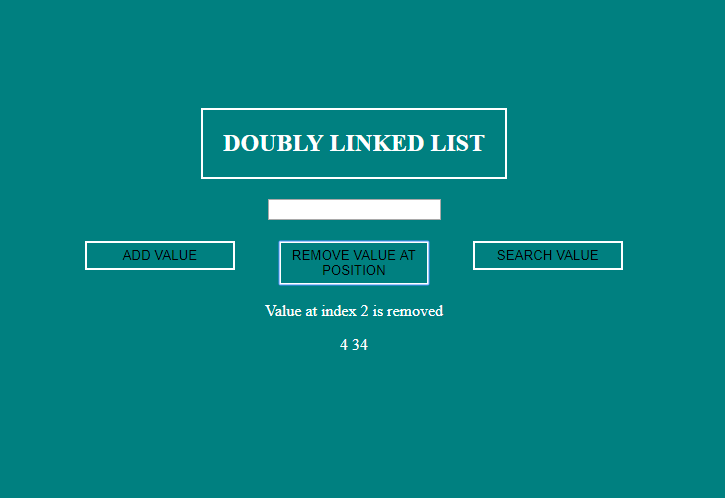 DOUBLY LINKED LIST
ADD VALUE
REMOVE VALUE AT
POSITION
SEARCH VALUE
Value at index 2 is removed
4 34